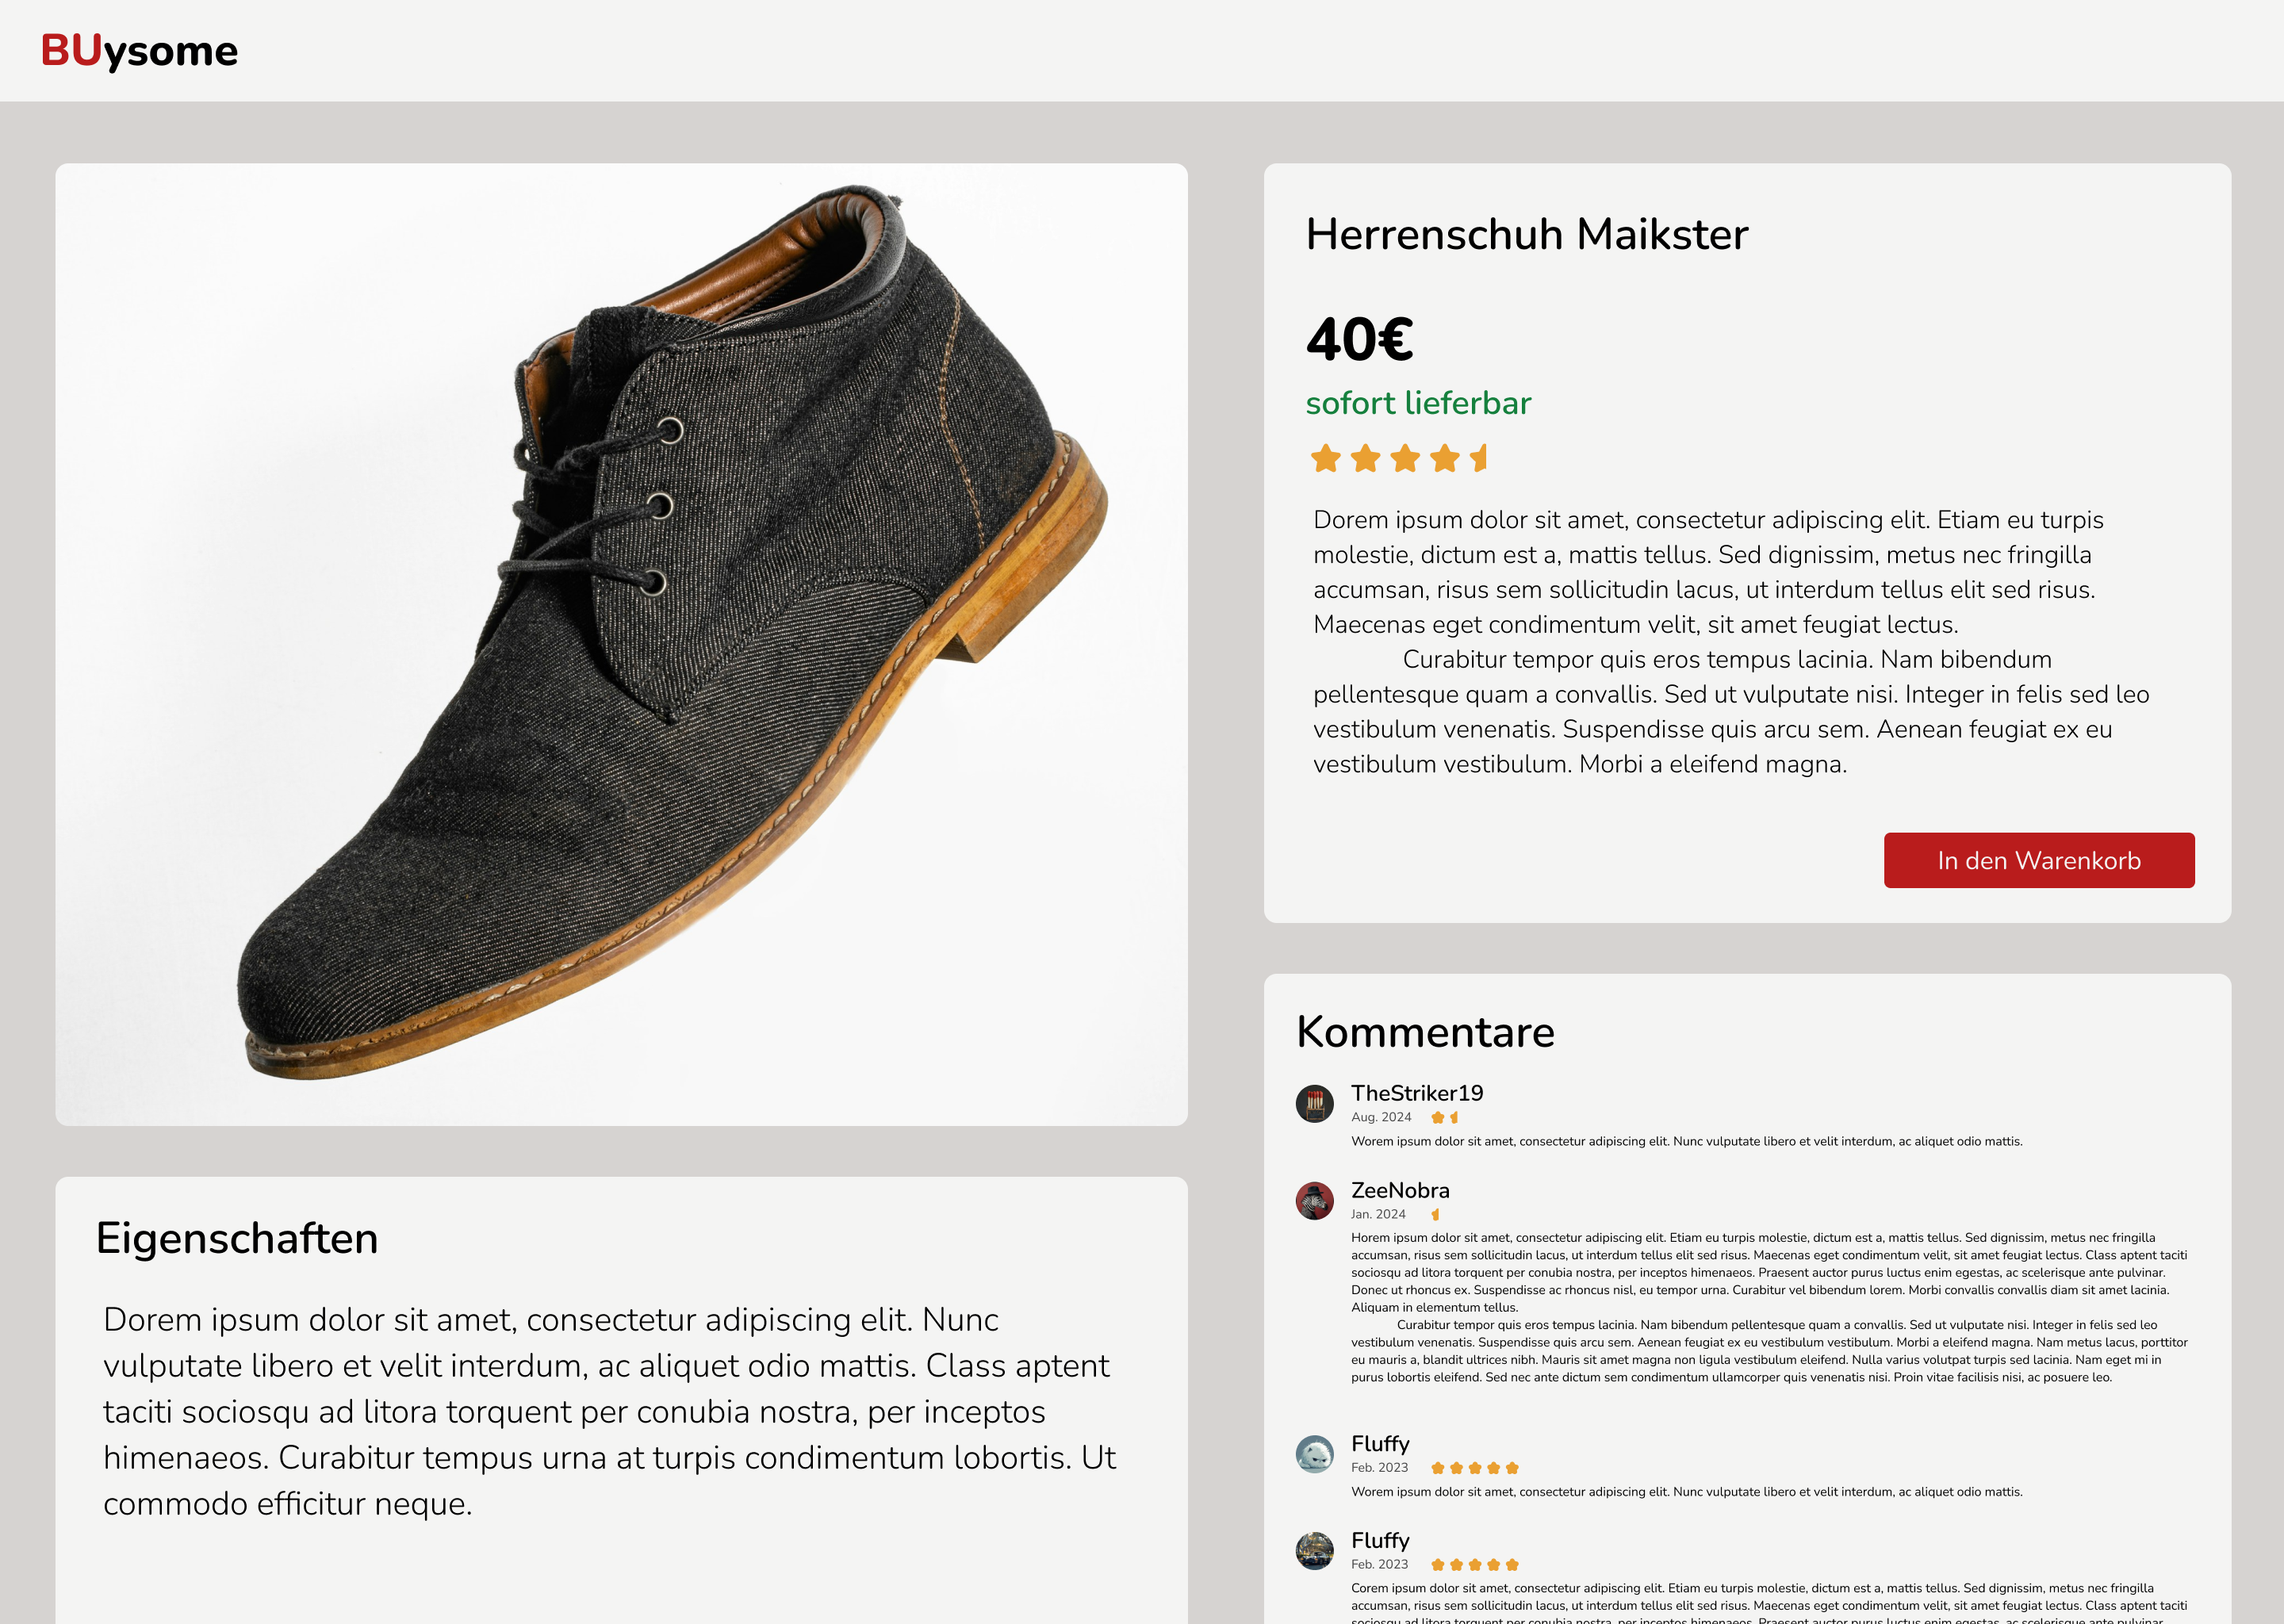 BUysome
Herrenschuh Maikster
40€
sofort lieferbar
Dorem ipsum dolor sit amet, consectetur adipiscing elit. Etiam eu turpis
molestie, dictum est a, mattis tellus. Sed dignissim, metus nec fringilla
accumsan, risus sem sollicitudin lacus, ut interdum tellus elit sed risus.
Maecenas eget condimentum velit, sit amet feugiat lectus.
Curabitur tempor quis eros tempus lacinia. Nam bibendum
pellentesque quam a convallis. Sed ut vulputate nisi. Integer in felis sed leo
vestibulum venenatis. Suspendisse quis arcu sem. Aenean feugiat ex eu
vestibulum vestibulum. Morbi a eleifend magna.
In den Warenkorb
Eigenschaften
Dorem ipsum dolor sit amet, consectetur adipiscing elit. Nunc
vulputate libero et velit interdum, ac aliquet odio mattis. Class aptent
taciti sociosqu ad litora torquent per conubia nostra, per inceptos
himenaeos. Curabitur tempus urna at turpis condimentum lobortis. Ut
commodo efficitur neque.
Kommentare
TheStriker19
Aug. 2024
Worem ipsum dolor sit amet, consectetur adipiscing elit. Nunc vulputate libero et velit interdum, ac aliquet odio mattis.
ZeeNobra
Jan. 2024
Horem ipsum dolor sit amet, consectetur adipiscing elit. Etiam eu turpis molestie, dictum est a, mattis tellus. Sed dignissim, metus nec fringilla
accumsan, risus sem sollicitudin lacus, ut interdum tellus elit sed risus. Maecenas eget condimentum velit, sit amet feugiat lectus. Class aptent taciti
sociosqu ad litora torquent per conubia nostra, per inceptos himenaeos. Praesent auctor purus luctus enim egestas, ac scelerisque ante pulvinar.
Donec ut rhoncus ex. Suspendisse ac rhoncus nisl, eu tempor urna. Curabitur vel bibendum lorem. Morbi convallis convallis diam sit amet lacinia.
Aliquam in elementum tellus.
Curabitur tempor quis eros tempus lacinia. Nam bibendum pellentesque quam a convallis. Sed ut vulputate nisi. Integer in felis sed leo
vestibulum venenatis. Suspendisse quis arcu sem. Aenean feugiat ex eu vestibulum vestibulum. Morbi a eleifend magna. Nam metus lacus, porttitor
eu mauris a, blandit ultrices nibh. Mauris sit amet magna non ligula vestibulum eleifend. Nulla varius volutpat turpis sed lacinia. Nam eget mi in
purus lobortis eleifend. Sed nec ante dictum sem condimentum ullamcorper quis venenatis nisi. Proin vitae facilisis nisi, ac posuere leo.
Fluffy
Feb. 2023
Worem ipsum dolor sit amet, consectetur adipiscing elit. Nunc vulputate libero et velit interdum, ac aliquet odio mattis.
Fluffy
Feb. 2023
Corem ipsum dolor sit amet, consectetur adipiscing elit. Etiam eu turpis molestie, dictum est a, mattis tellus. Sed dignissim, metus nec fringilla
accumsan, risus sem sollicitudin lacus, ut interdum tellus elit sed risus. Maecenas eget condimentum velit, sit amet feugiat lectus. Class aptent taciti
sociosqu ad litora torquent per conubia nostra, per inceptos himenaeos. Praesent auctor purus luctus enim egestas, ac scelerisque ante pulvinar.